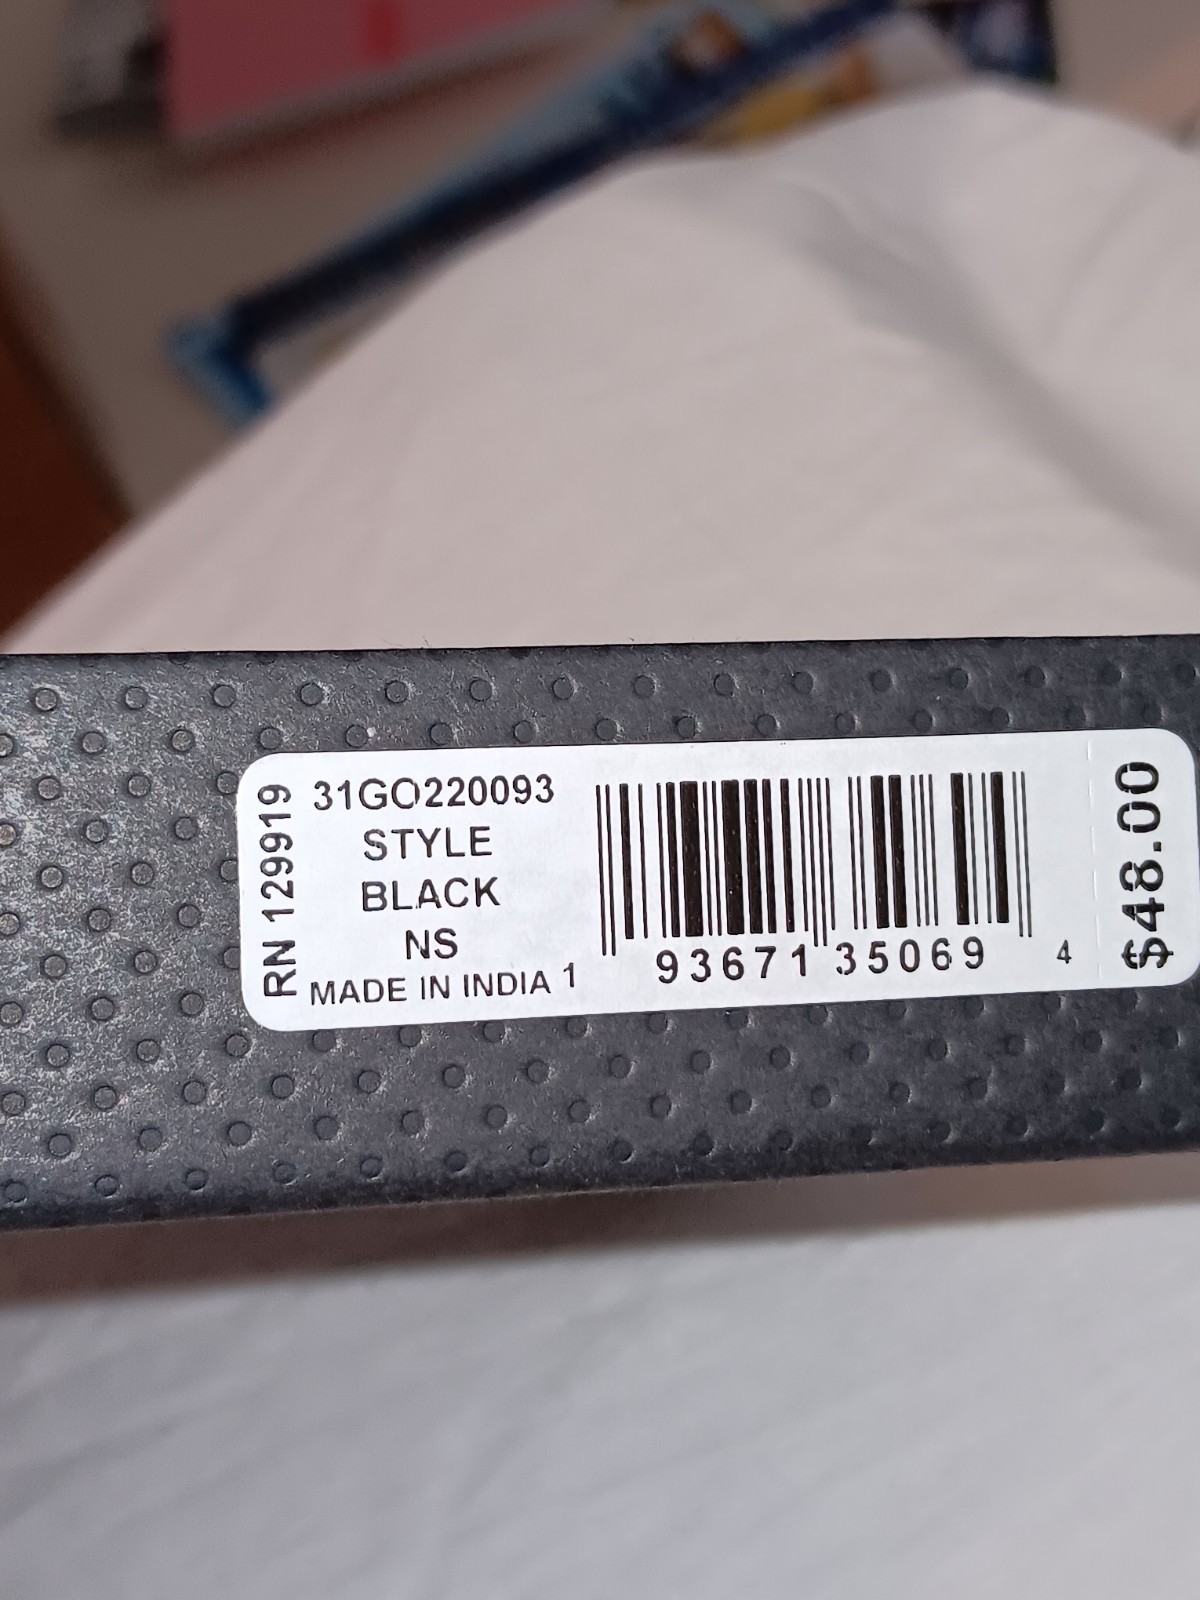 RN 129919
31GO220093
STYLE
BLACK
NS
MADE IN INDIA
1 93671 35069 4
$48.00